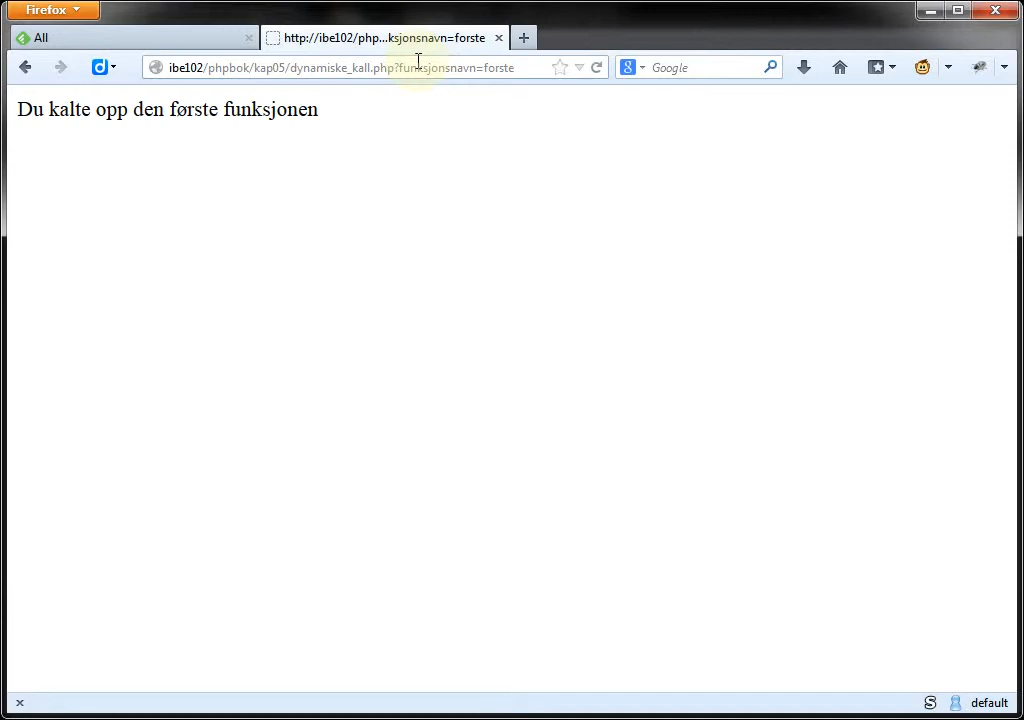 Firefox
All
http://ibe102/php...ksjonsnavn=forste
ibe102/phpbok/kap05/dynamiske_kall.php?funksjonsnavn=forste
Google
Du kalte opp den første funksjonen
default